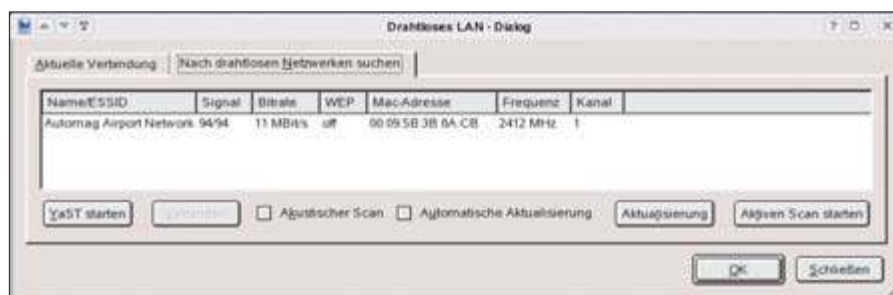 Drahtloses LAN - Dialog
Aktuelle Verbindung Nach drahtlosen Netzwerken suchen
Name/ESSID Signal Bitrate WEP Mac-Adresse Frequenz Kanal
Automag Airport Network 94/94 11 MBit/s off 00:09:5B:3B:6A:CB 2412 MHz 1
YaST starten Akustischer Scan Automatische Aktualisierung Aktualisierung Aktiven Scan starten
OK Schließen